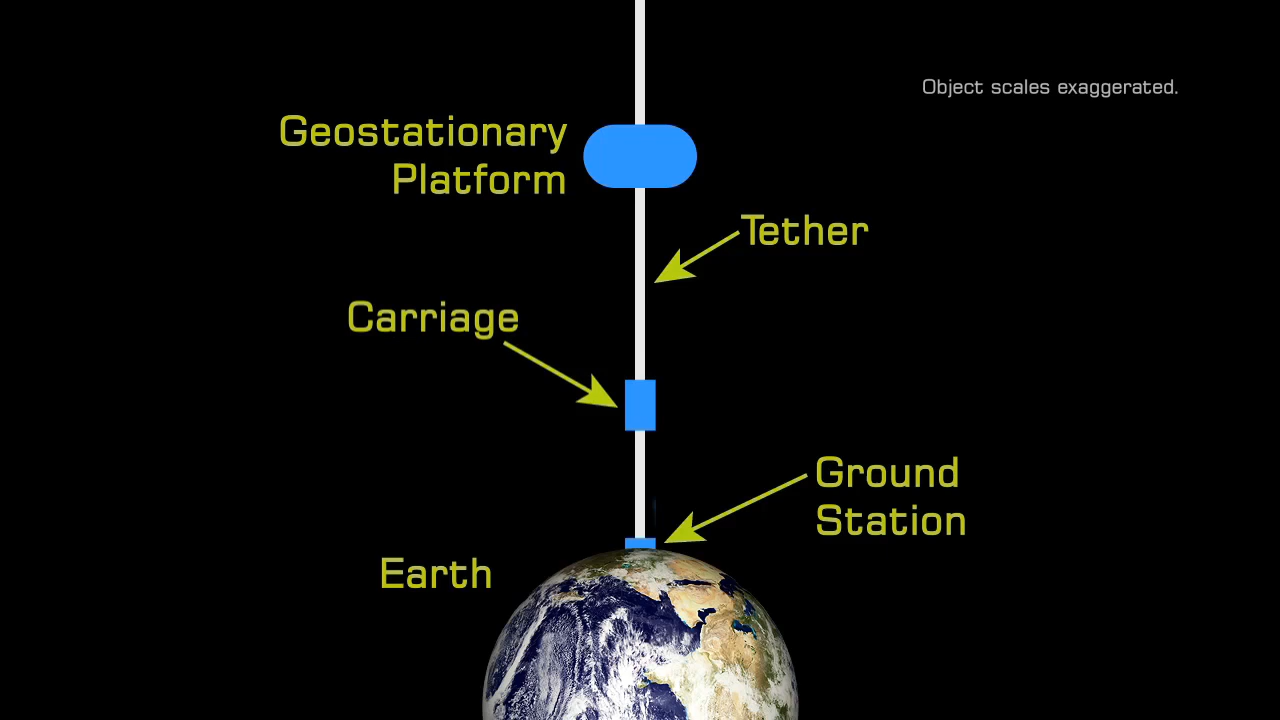 Object scales exaggerated.
Geostationary
Platform
Tether
Carriage
Ground
Station
Earth